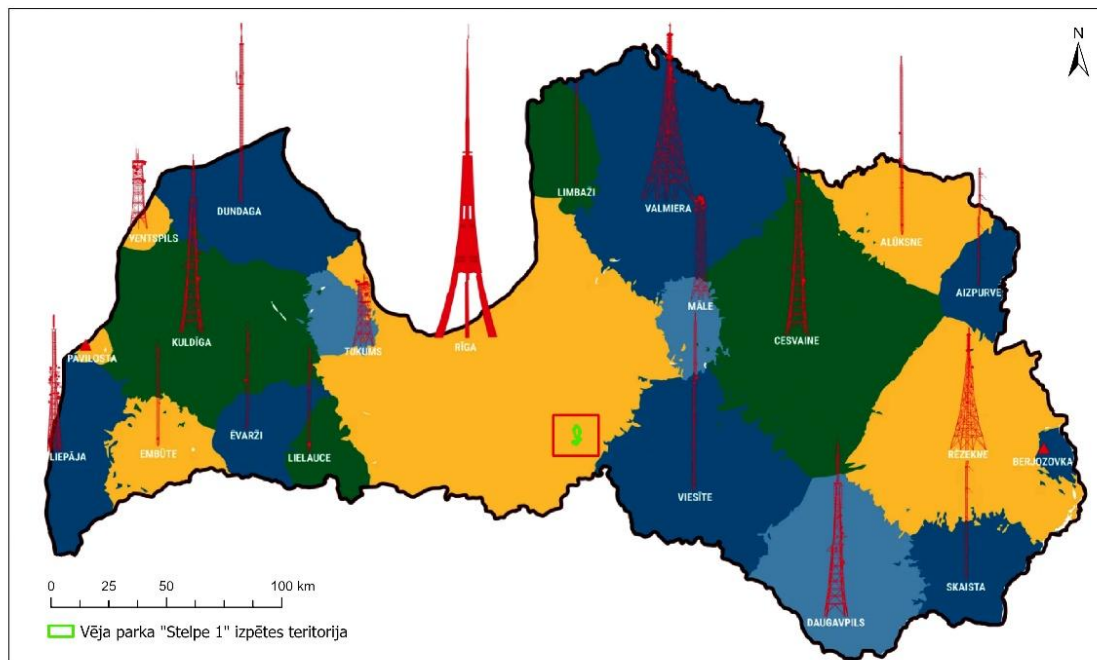 N
DUNDAGA
VENTSPILS
LIMBAŽI
VALMIERA
ALŪKSNE
AIZPURVE
MĀLE
KULDĪGA
TUKUMS
RĪGA
CESVAINE
PĀVILOSTA
LIEPĀJA
EMBŪTE
ĒVARŽI
LIELAUCE
RĒZEKNE
BERJOZOVKA
VIESĪTE
SKAISTA
DAUGAVPILS
0 25 50 100 km
Vēja parka "Stelpe 1" izpētes teritorija